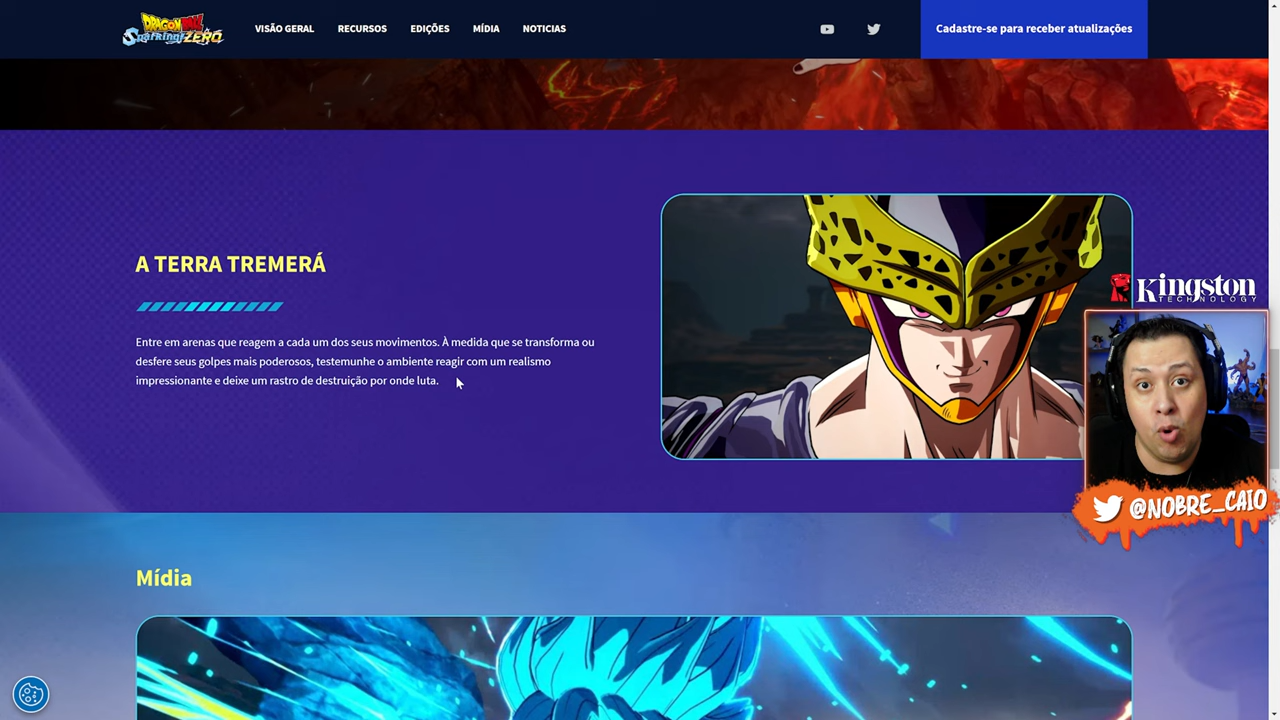 DRAGON BALL
Sparking! ZERO
VISÃO GERAL
RECURSOS
EDIÇÕES
MÍDIA
NOTICIAS
Cadastre-se para receber atualizações
A TERRA TREMERÁ
Entre em arenas que reagem a cada um dos seus movimentos. À medida que se transforma ou
desfere seus golpes mais poderosos, testemunhe o ambiente reagir com um realismo
impressionante e deixe um rastro de destruição por onde luta.
Kingston
TECHNOLOGY
@NOBRE_CAIO
Mídia